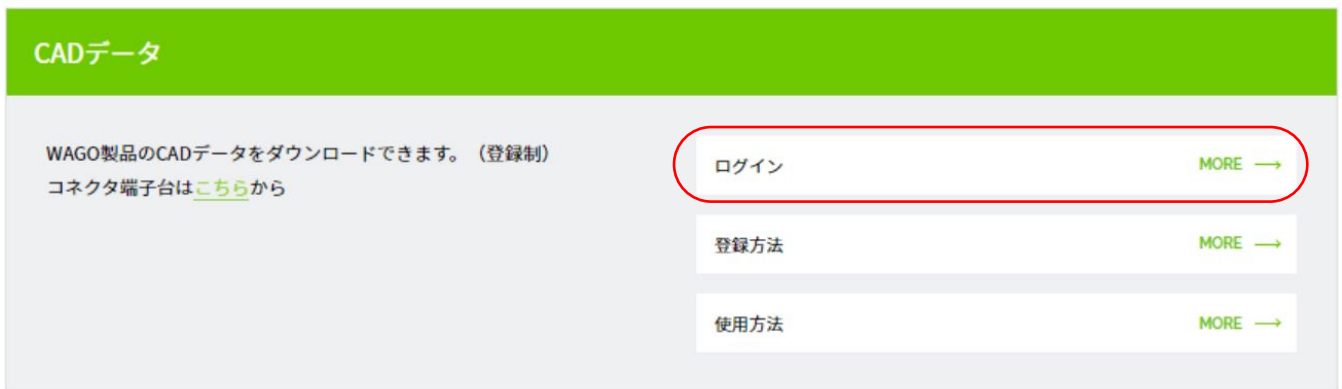 CADデータ
WAGO製品のCADデータをダウンロードできます。（登録制）
コネクタ端子台はこちらから
ログイン MORE →
登録方法 MORE →
使用方法 MORE →